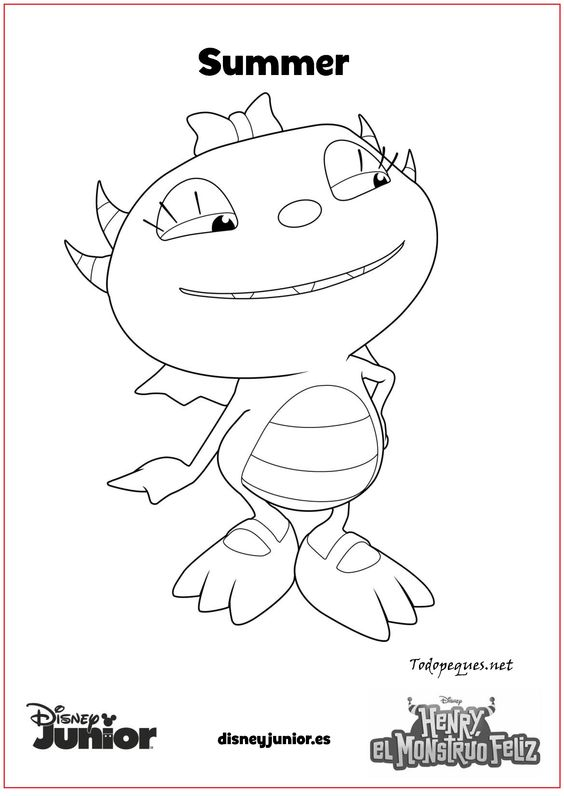 Summer
Todopeques.net
Disney
Junior
disneyjunior.es
Disney
HENRY,
EL MONSTRUO FELIZ